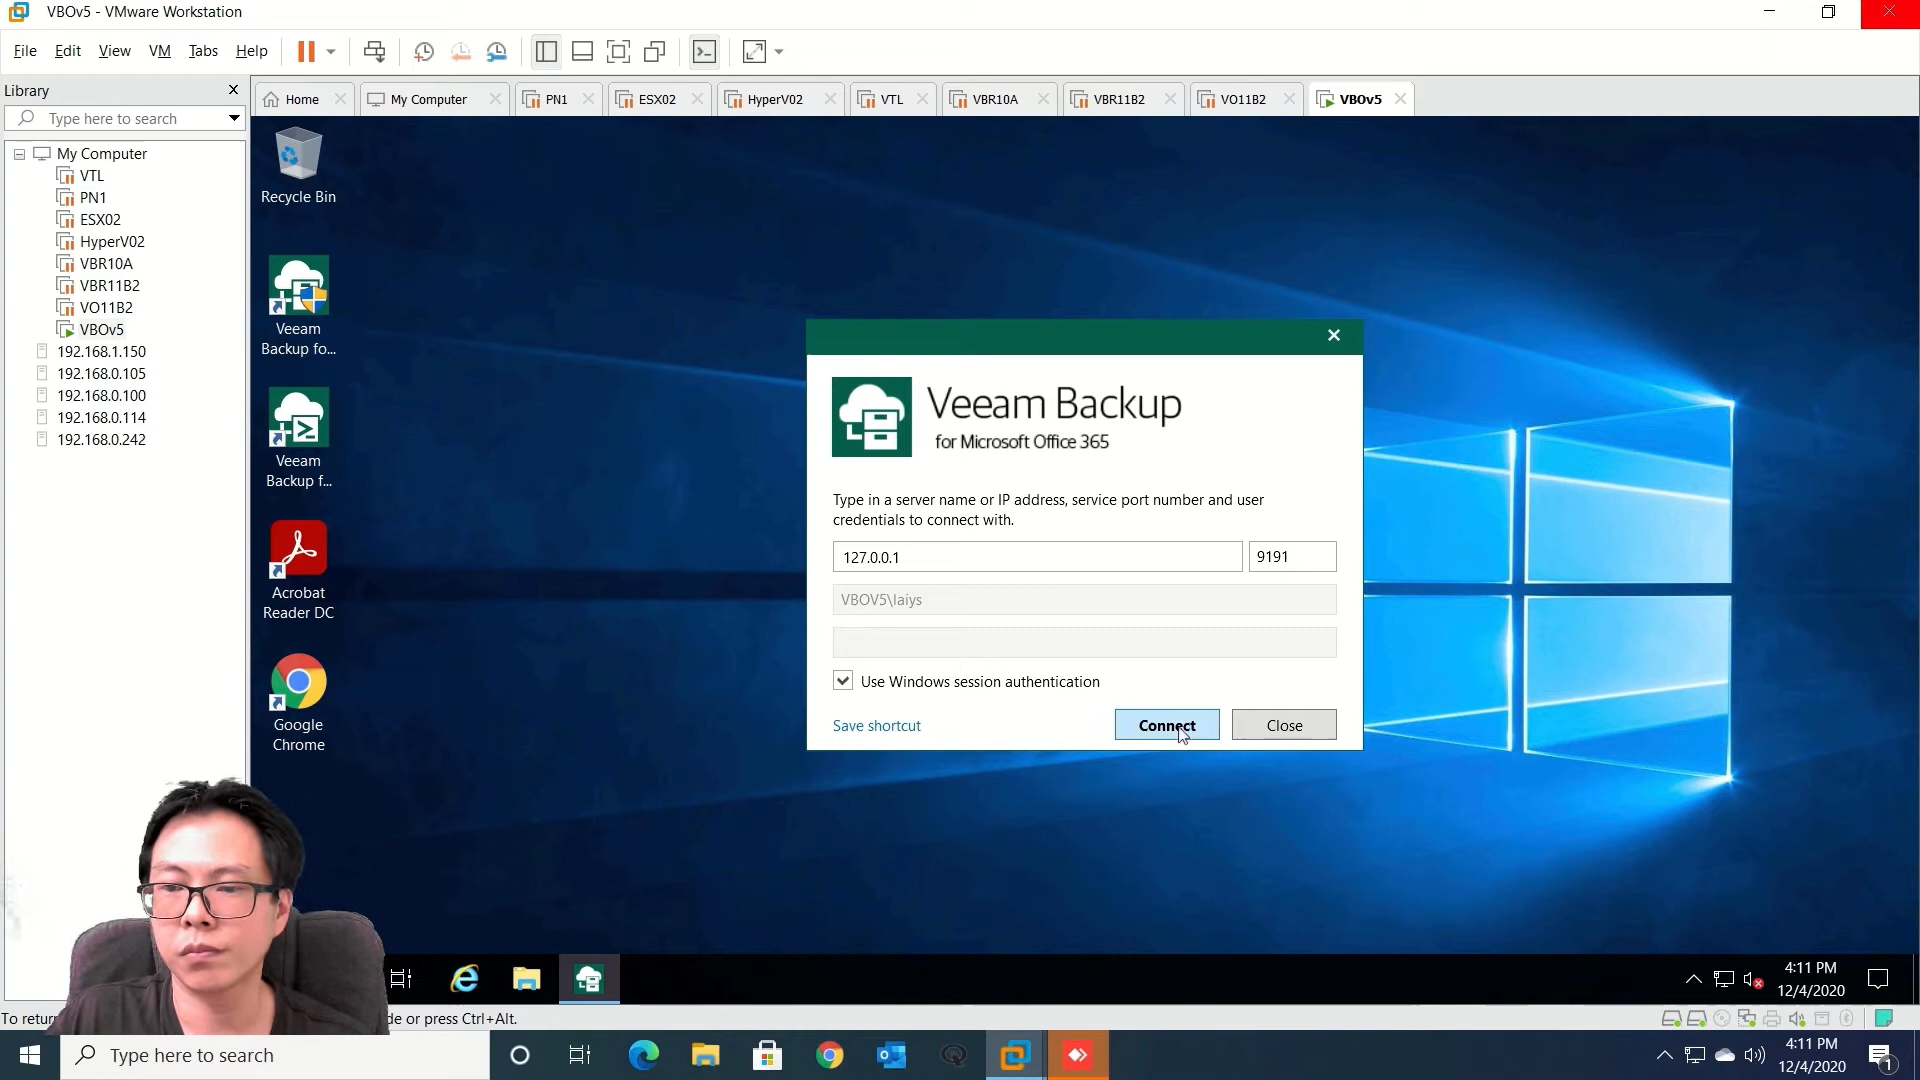 VBOv5 - VMware Workstation
File Edit View VM Tabs Help
Library
Type here to search
Home
My Computer
PN1
ESX02
HyperV02
VTL
VBR10A
VBR11B2
VO11B2
VBOv5
My Computer
VTL
PN1
ESX02
HyperV02
VBR10A
VBR11B2
VO11B2
VBOv5
192.168.1.150
192.168.0.105
192.168.0.100
192.168.0.114
192.168.0.242
Recycle Bin
Veeam
Backup fo...
Veeam
Backup f...
Acrobat
Reader DC
Google
Chrome
Veeam Backup
for Microsoft Office 365
Type in a server name or IP address, service port number and user
credentials to connect with.
127.0.0.1
9191
VBOV5\laiys
Use Windows session authentication
Save shortcut
Connect
Close
4:11 PM
12/4/2020
To retur
de or press Ctrl+Alt.
Type here to search
4:11 PM
12/4/2020
1